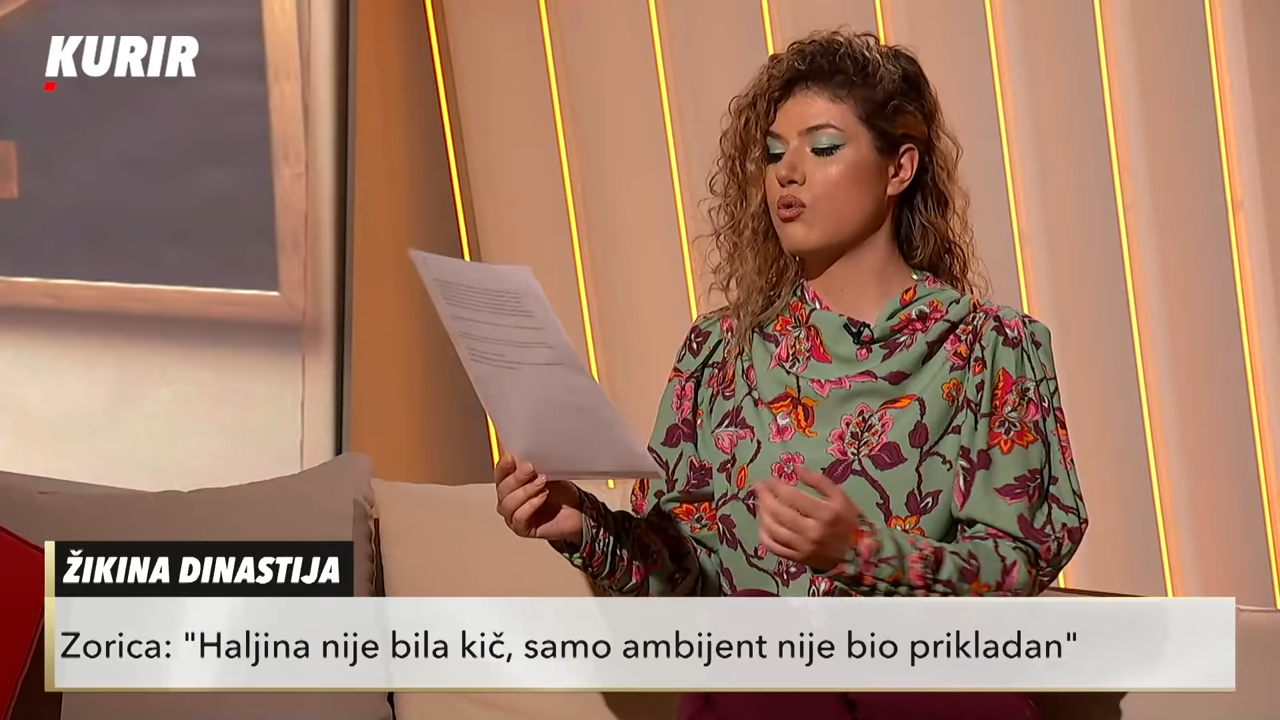 KURIR
ŽIKINA DINASTIJA
Zorica: "Haljina nije bila kič, samo ambijent nije bio prikladan"